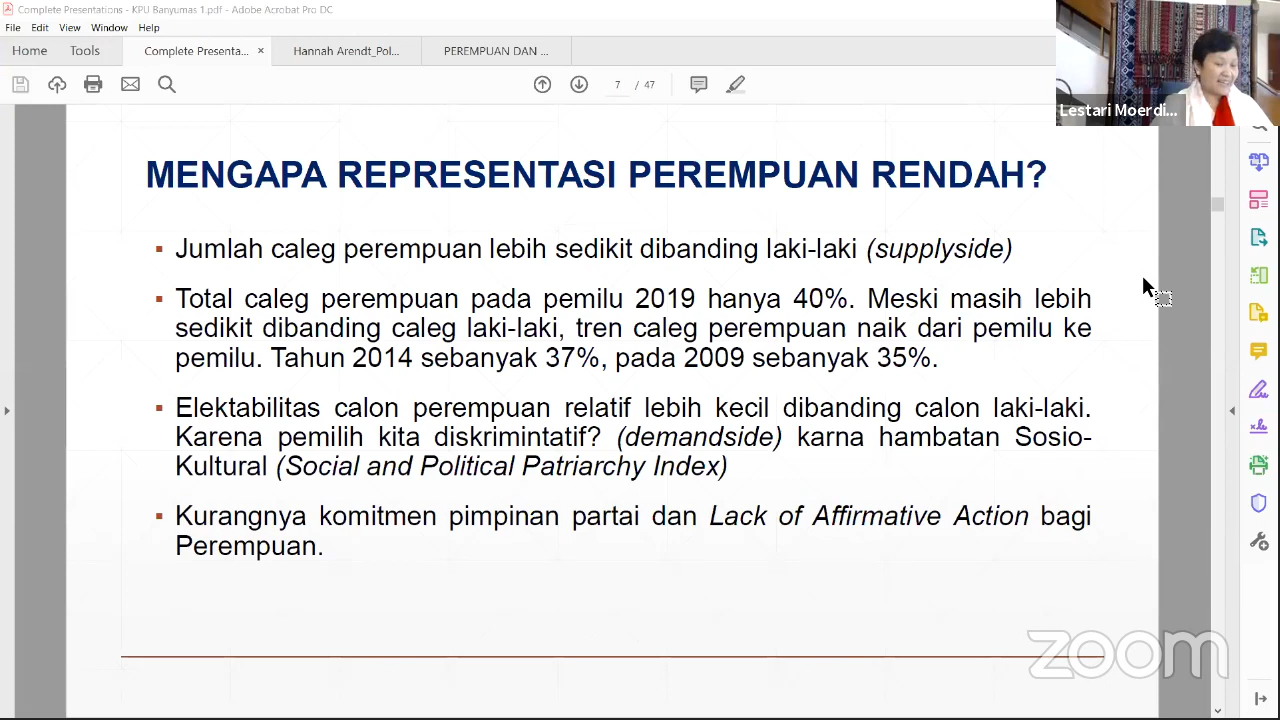 Complete Presentations - KPU Banyumas 1.pdf - Adobe Acrobat Pro DC
File Edit View Window Help
Home Tools Complete Presenta... × Hannah Arendt_Pol... PEREMPUAN DAN ...
7 / 47
Lestari Moerdi...
MENGAPA REPRESENTASI PEREMPUAN RENDAH?
▪ Jumlah caleg perempuan lebih sedikit dibanding laki-laki (supplyside)
▪ Total caleg perempuan pada pemilu 2019 hanya 40%. Meski masih lebih
sedikit dibanding caleg laki-laki, tren caleg perempuan naik dari pemilu ke
pemilu. Tahun 2014 sebanyak 37%, pada 2009 sebanyak 35%.
▪ Elektabilitas calon perempuan relatif lebih kecil dibanding calon laki-laki.
Karena pemilih kita diskrimintatif? (demandside) karna hambatan Sosio-
Kultural (Social and Political Patriarchy Index)
▪ Kurangnya komitmen pimpinan partai dan Lack of Affirmative Action bagi
Perempuan.
zoom